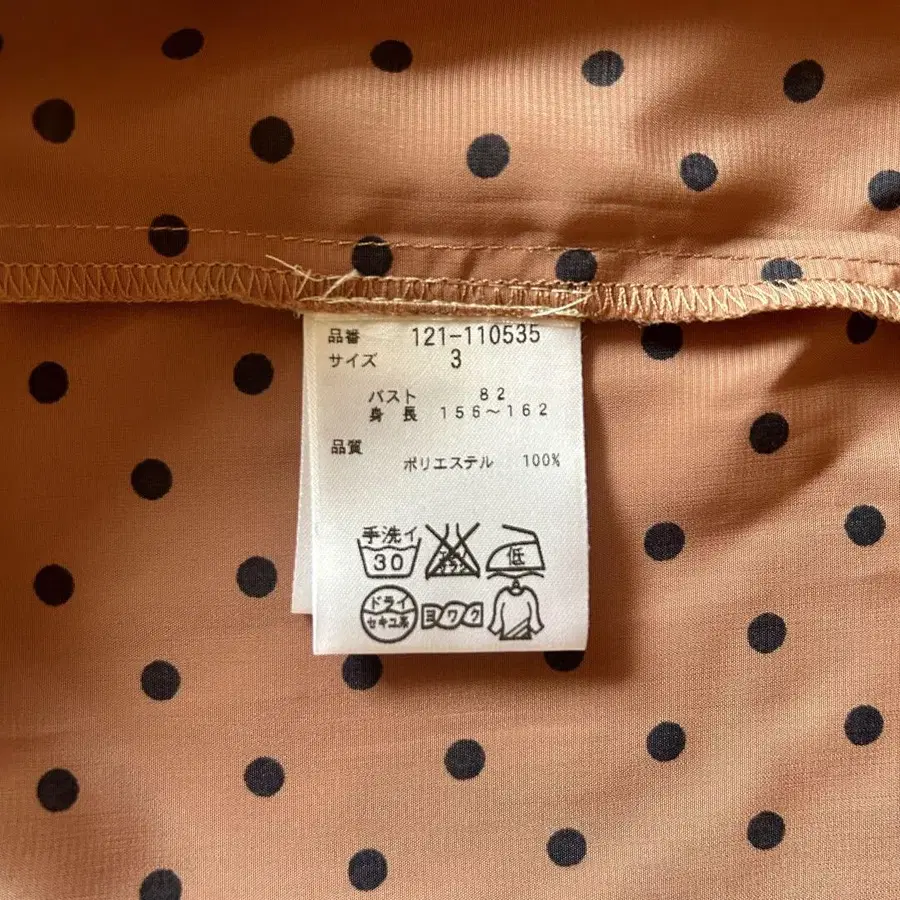 品番 121-110535
サイズ 3
バスト 82
身長 156～162
品質
ポリエステル 100%
手洗イ
30
低
ドライ
セキユ系
ヨワク